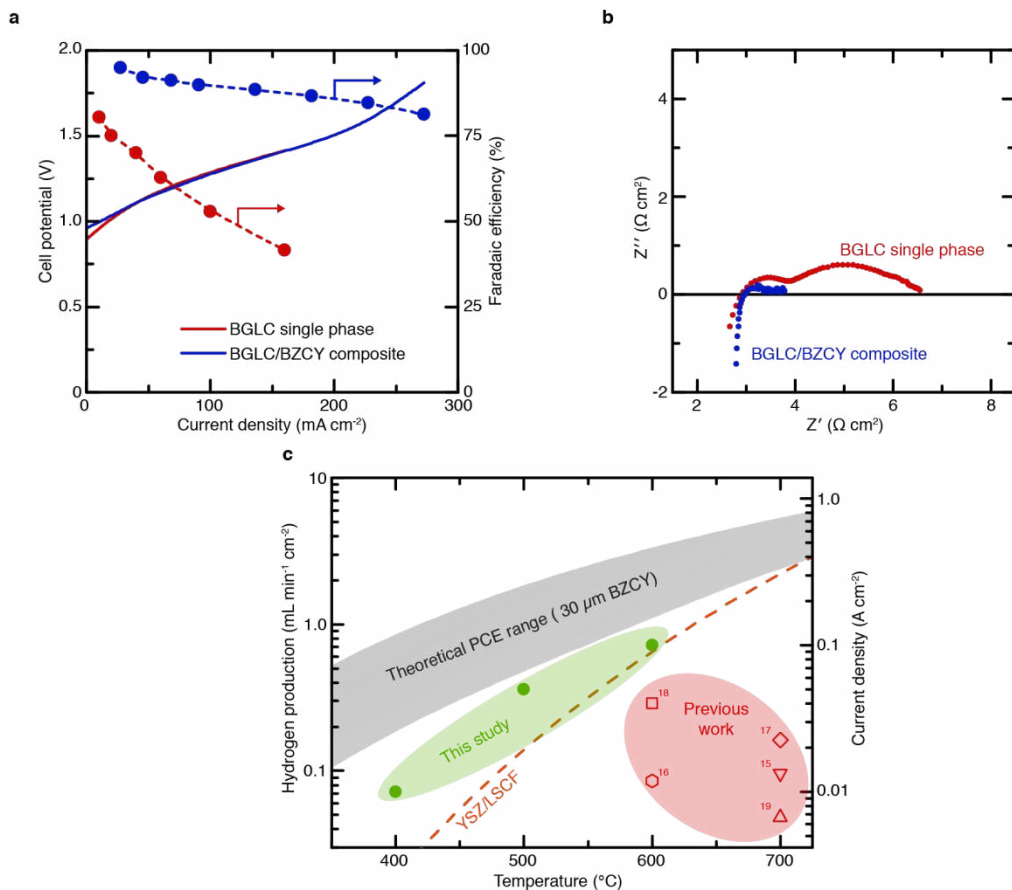 a
2.0
1.5
1.0
0.5
0
Cell potential (V)
100
75
50
25
0
Faradaic efficiency (%)
BGLC single phase
BGLC/BZCY composite
0
100
200
300
Current density (mA cm⁻²)
b
4
2
0
-2
Z′′ (Ω cm²)
BGLC single phase
BGLC/BZCY composite
2
4
6
8
Z′ (Ω cm²)
c
10
1.0
0.1
Hydrogen production (mL min⁻¹ cm⁻²)
1.0
0.1
0.01
Current density (A cm⁻²)
Theoretical PCE range ( 30 µm BZCY)
This study
YSZ/LSCF
Previous
work
18
17
16
15
19
400
500
600
700
Temperature (°C)